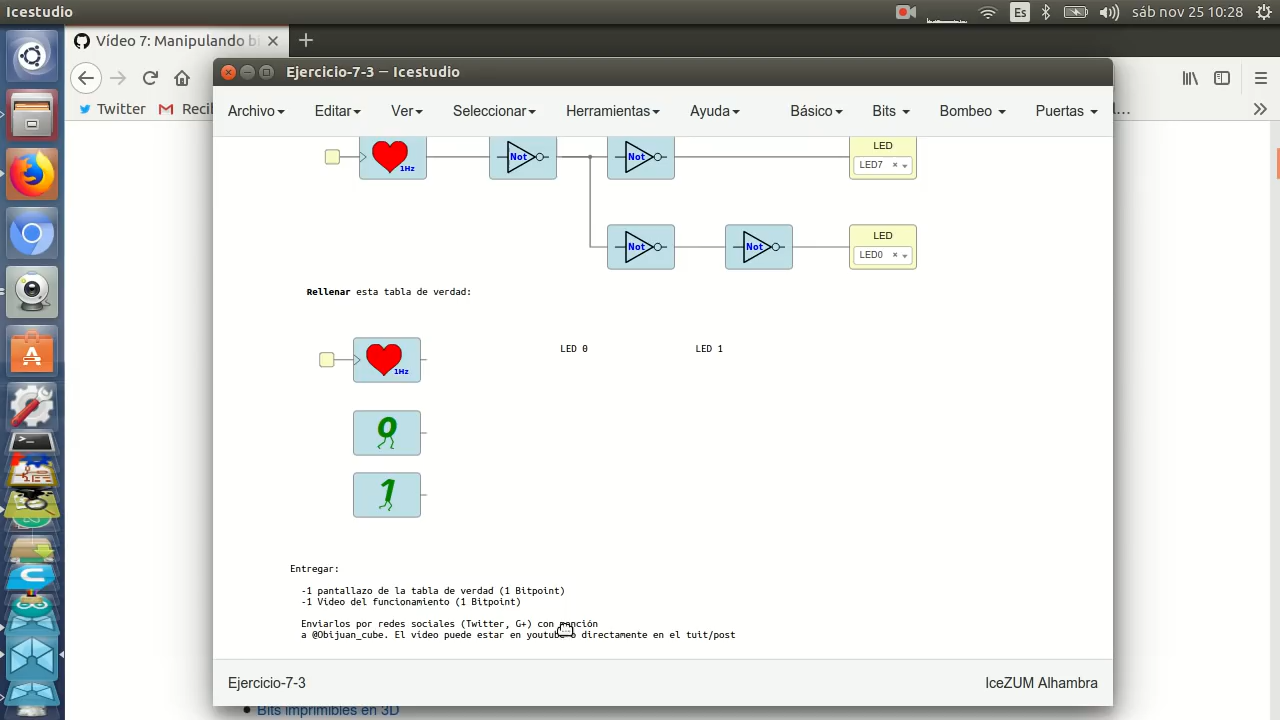 Icestudio
Es
sáb nov 25 10:28
Vídeo 7: Manipulando bi
Ejercicio-7-3 — Icestudio
Twitter
Recib
Archivo
Editar
Ver
Seleccionar
Herramientas
Ayuda
Básico
Bits
Bombeo
Puertas
1Hz
Not
Not
LED
LED7
Not
Not
LED
LED0
Rellenar esta tabla de verdad:
1Hz
LED 0
LED 1
0
1
Entregar:
-1 pantallazo de la tabla de verdad (1 Bitpoint)
-1 Video del funcionamiento (1 Bitpoint)
Enviarlos por redes sociales (Twitter, G+) con mención
a @Obijuan_cube. El vídeo puede estar en youtube o directamente en el tuit/post
Ejercicio-7-3
IceZUM Alhambra
Bits imprimibles en 3D